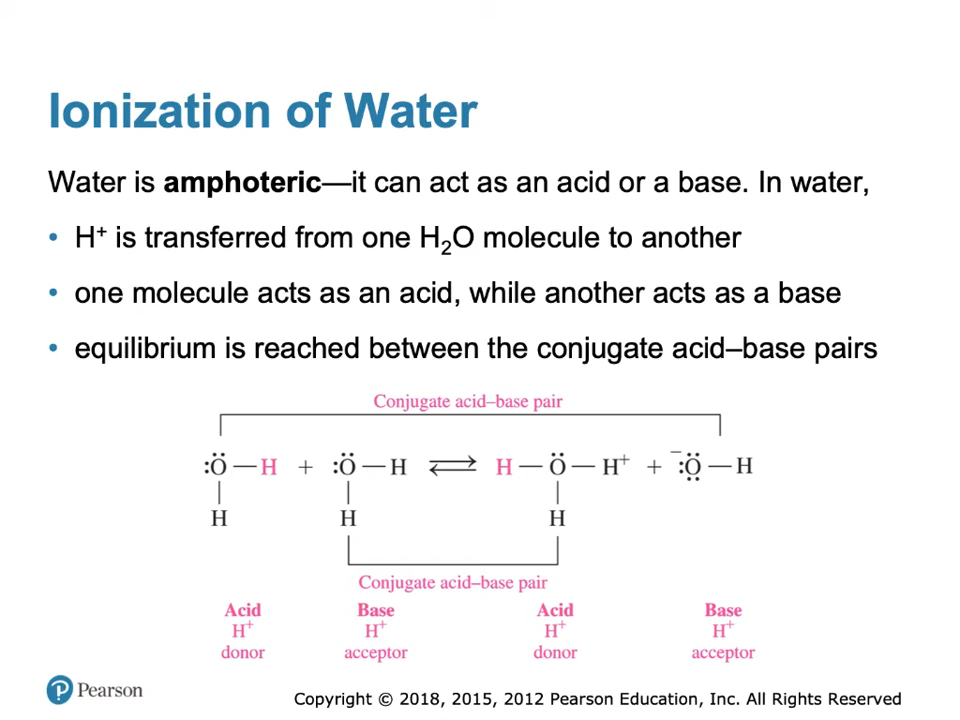 Ionization of Water
Water is amphoteric—it can act as an acid or a base. In water,
• H⁺ is transferred from one H₂O molecule to another
• one molecule acts as an acid, while another acts as a base
• equilibrium is reached between the conjugate acid–base pairs
Conjugate acid–base pair
:Ö — H + :Ö — H ⇌ H — Ö — H⁺ + ⁻:Ö — H
H H H
Conjugate acid–base pair
Acid Base Acid Base
H⁺ H⁺ H⁺ H⁺
donor acceptor donor acceptor
P Pearson
Copyright © 2018, 2015, 2012 Pearson Education, Inc. All Rights Reserved